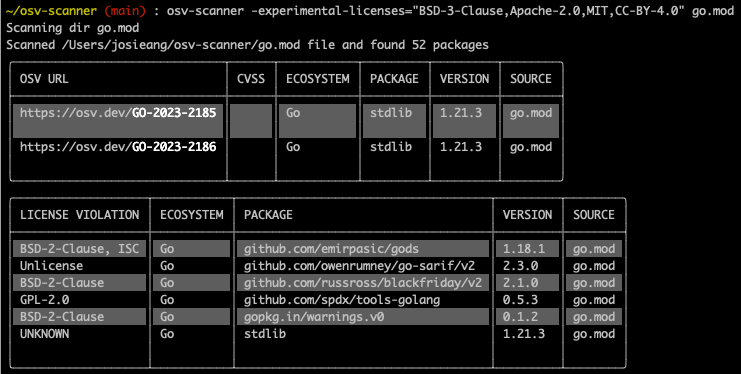 ~/osv-scanner (main) : osv-scanner -experimental-licenses="BSD-3-Clause,Apache-2.0,MIT,CC-BY-4.0" go.mod
Scanning dir go.mod
Scanned /Users/josieang/osv-scanner/go.mod file and found 52 packages
OSV URL CVSS ECOSYSTEM PACKAGE VERSION SOURCE
https://osv.dev/GO-2023-2185 Go stdlib 1.21.3 go.mod
https://osv.dev/GO-2023-2186 Go stdlib 1.21.3 go.mod
LICENSE VIOLATION ECOSYSTEM PACKAGE VERSION SOURCE
BSD-2-Clause, ISC Go github.com/emirpasic/gods 1.18.1 go.mod
Unlicense Go github.com/owenrumney/go-sarif/v2 2.3.0 go.mod
BSD-2-Clause Go github.com/russross/blackfriday/v2 2.1.0 go.mod
GPL-2.0 Go github.com/spdx/tools-golang 0.5.3 go.mod
BSD-2-Clause Go gopkg.in/warnings.v0 0.1.2 go.mod
UNKNOWN Go stdlib 1.21.3 go.mod